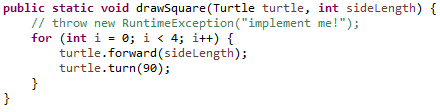 public static void drawSquare(Turtle turtle, int sideLength) {
    // throw new RuntimeException("implement me!");
    for (int i = 0; i < 4; i++) {
        turtle.forward(sideLength);
        turtle.turn(90);
    }
}